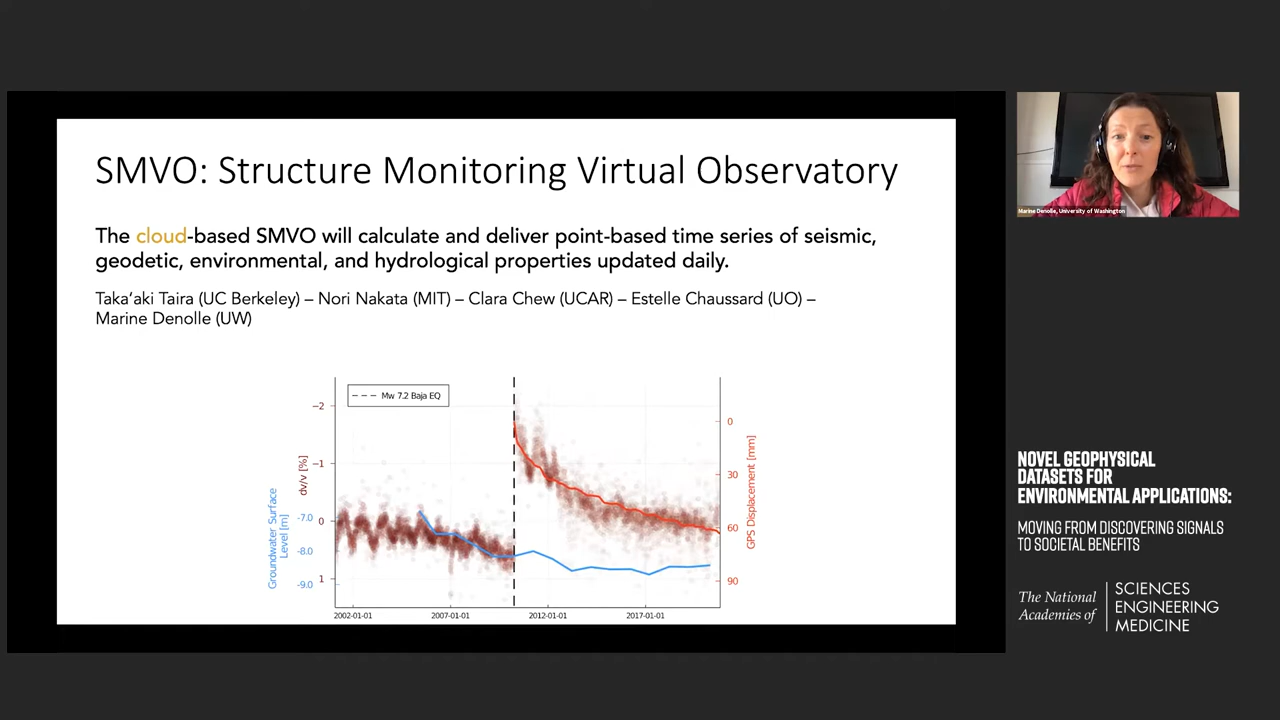 SMVO: Structure Monitoring Virtual Observatory
The cloud-based SMVO will calculate and deliver point-based time series of seismic,
geodetic, environmental, and hydrological properties updated daily.
Taka’aki Taira (UC Berkeley) – Nori Nakata (MIT) – Clara Chew (UCAR) – Estelle Chaussard (UO) –
Marine Denolle (UW)
Mw 7.2 Baja EQ
Groundwater Surface
Level [m]
-7.0
-8.0
-9.0
dv/v [%]
−2
−1
0
1
0
30
60
90
GPS Displacement [mm]
2002-01-01
2007-01-01
2012-01-01
2017-01-01
Marine Denolle, University of Washington
NOVEL GEOPHYSICAL
DATASETS FOR
ENVIRONMENTAL APPLICATIONS:
MOVING FROM DISCOVERING SIGNALS
TO SOCIETAL BENEFITS
The National
Academies of
SCIENCES
ENGINEERING
MEDICINE